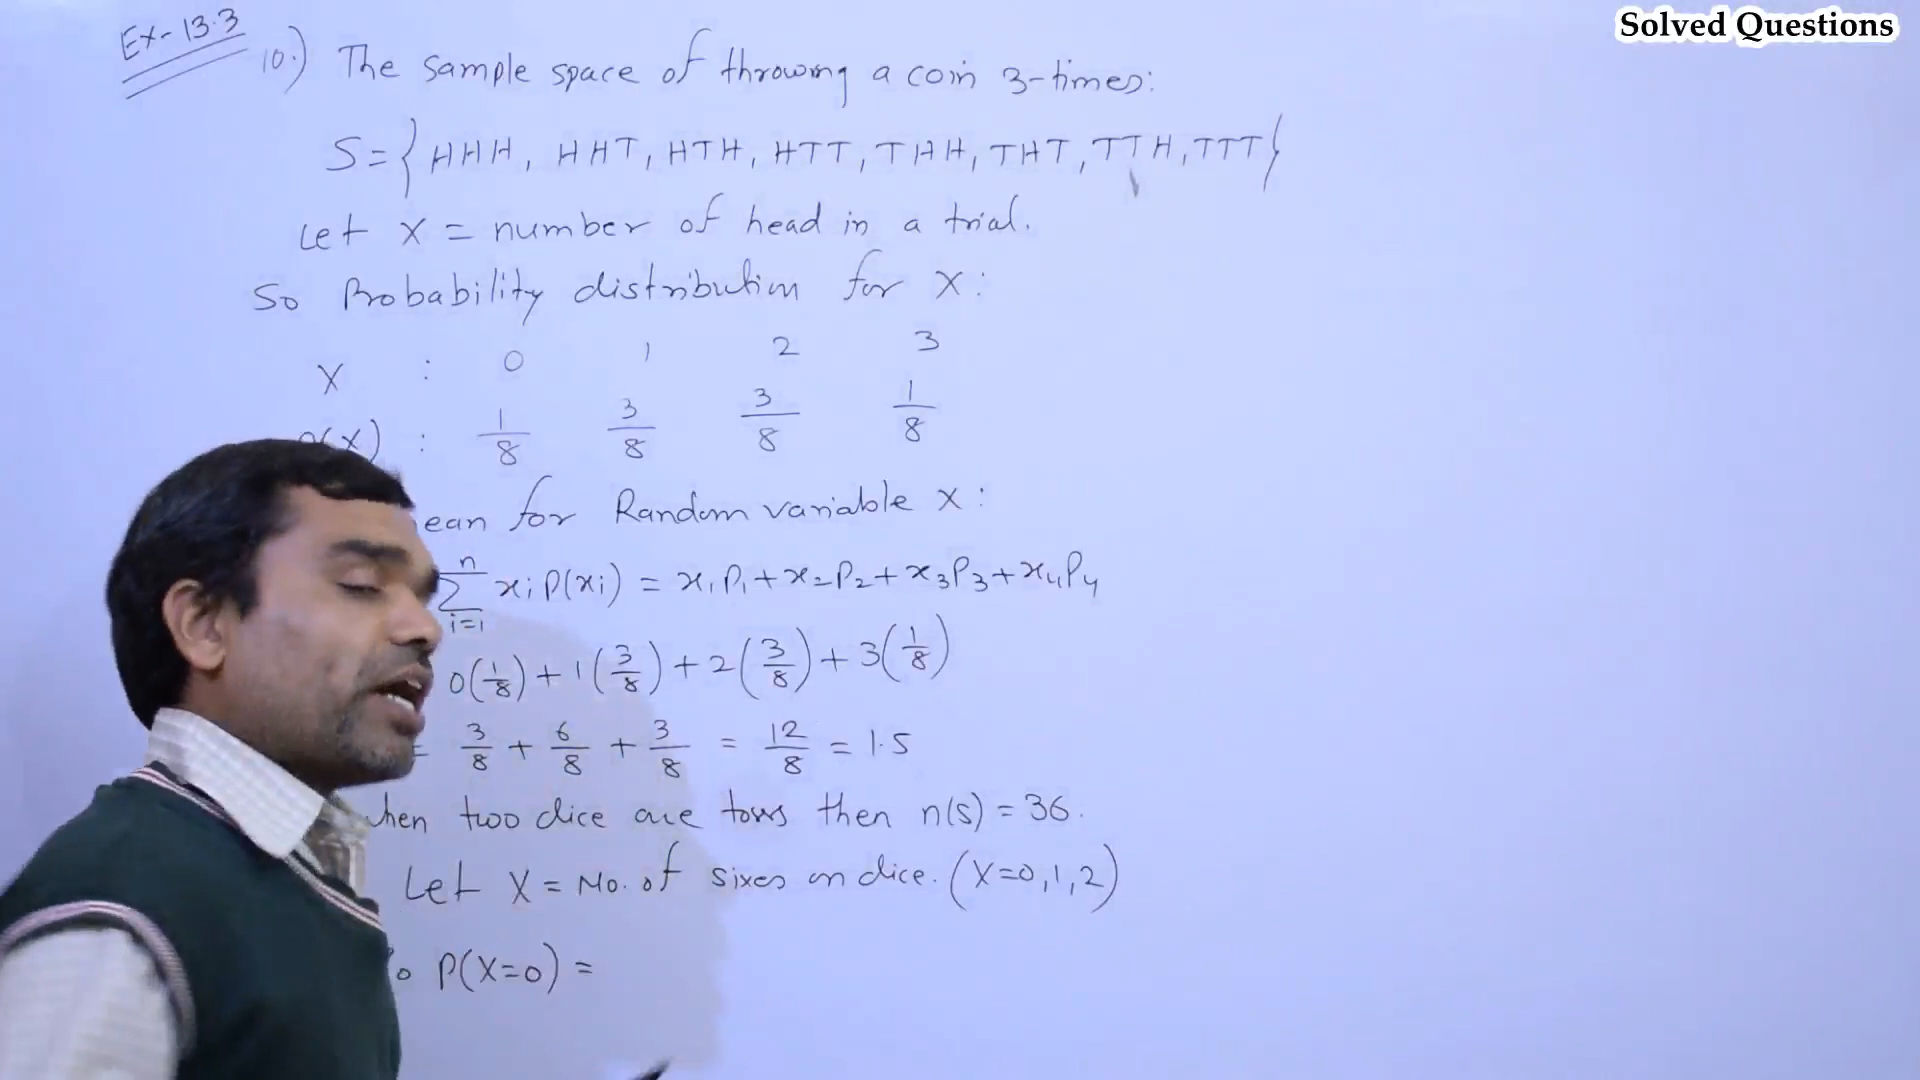 Solved Questions
Ex-13.3
10.) The sample space of throwing a coin 3-times:
S={HHH, HHT, HTH, HTT, THH, THT, TTH, TTT}
Let X = number of head in a trial.
So Probability distribution for X:
X : 0 1 2 3
(X) : 1/8 3/8 3/8 1/8
ean for Random variable X:
n∑i=1 xiP(xi) = x1P1+x2P2+x3P3+x4P4
0(1/8)+1(3/8)+2(3/8)+3(1/8)
= 3/8 + 6/8 + 3/8 = 12/8 = 1.5
hen two dice are toss then n(s) = 36.
Let X = No. of sixes on dice. (X=0,1,2)
o P(X=0) =